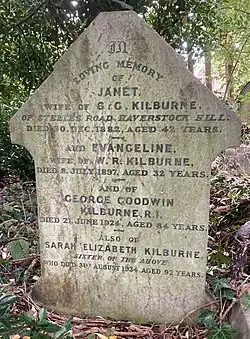 IN
LOVING MEMORY
OF
JANET,
WIFE OF G.G. KILBURNE,
OF STEELES ROAD, HAVERSTOCK HILL.
DIED 30. DEC. 1882, AGED 42 YEARS.
AND EVANGELINE,
WIFE OF W.R. KILBURNE,
DIED 8. JULY 1897, AGED 32 YEARS.
AND OF
GEORGE GOODWIN
KILBURNE, R.I.
DIED 21. JUNE 1924, AGED 84 YEARS.
ALSO OF
SARAH ELIZABETH KILBURNE
SISTER OF THE ABOVE
WHO DIED 31ST AUGUST 1934, AGED 92 YEARS.